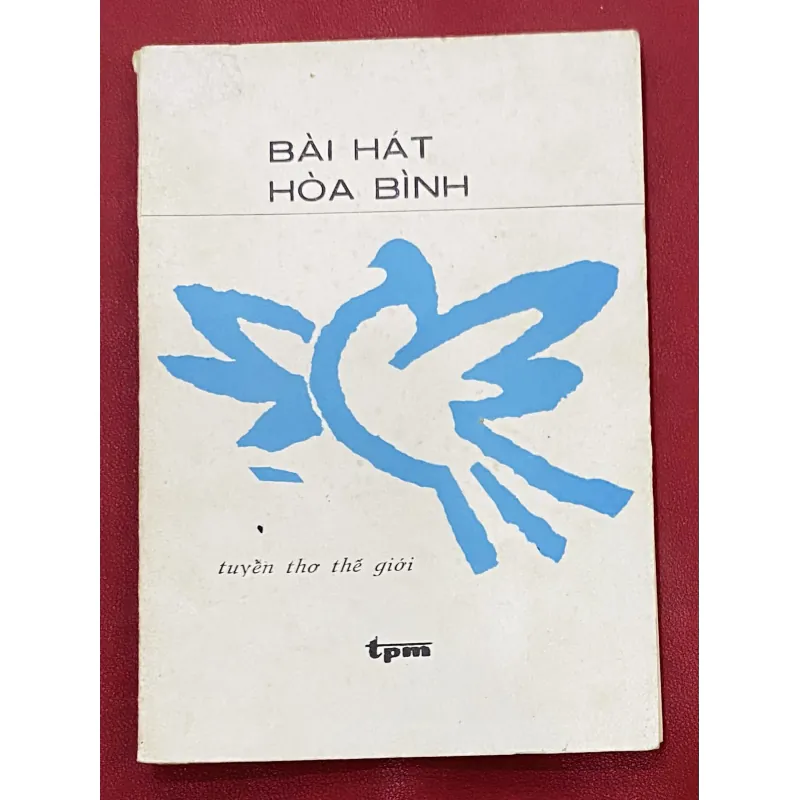 BÀI HÁT
HÒA BÌNH
tuyển thơ thế giới
tpm